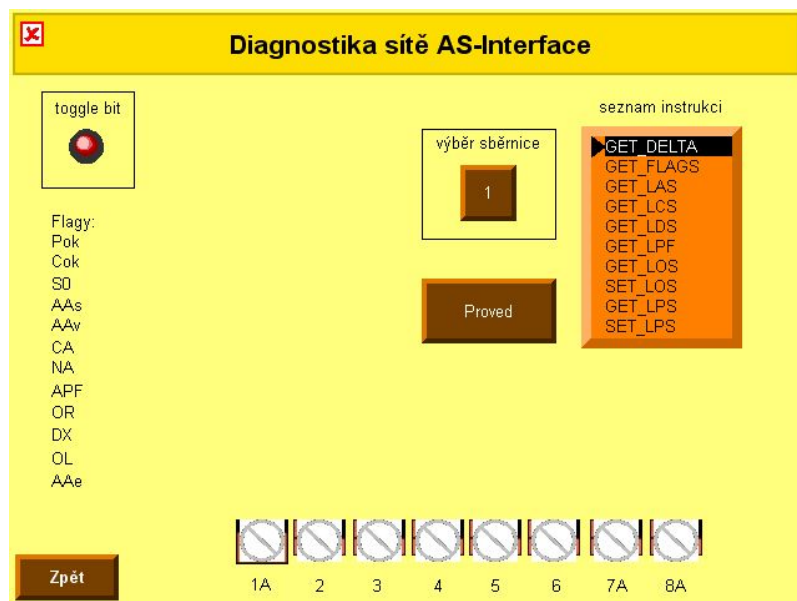 Diagnostika sítě AS-Interface
toggle bit
seznam instrukci
výběr sběrnice
1
GET_DELTA
GET_FLAGS
GET_LAS
GET_LCS
GET_LDS
GET_LPF
GET_LOS
SET_LOS
GET_LPS
SET_LPS
Proved
Flagy:
Pok
Cok
S0
AAs
AAv
CA
NA
APF
OR
DX
OL
AAe
Zpět
1A 2 3 4 5 6 7A 8A